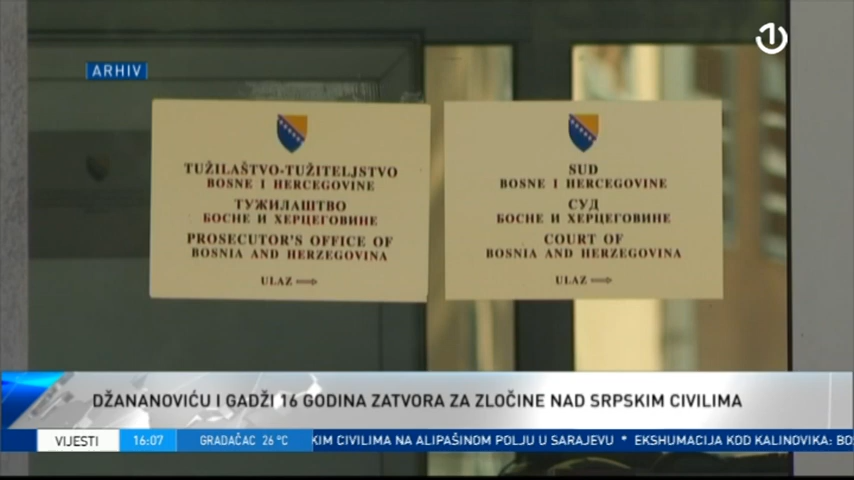 ARHIV
TUŽILAŠTVO-TUŽITELJSTVO
BOSNE I HERCEGOVINE
ТУЖИЛАШТВО
БОСНЕ И ХЕРЦЕГОВИНЕ
PROSECUTOR'S OFFICE OF
BOSNIA AND HERZEGOVINA
ULAZ
SUD
BOSNE I HERCEGOVINE
СУД
БОСНЕ И ХЕРЦЕГОВИНЕ
COURT OF
BOSNIA AND HERZEGOVINA
ULAZ
DŽANANOVIĆU I GADŽI 16 GODINA ZATVORA ZA ZLOČINE NAD SRPSKIM CIVILIMA
VIJESTI 16:07 GRADAČAC 26 °C KIM CIVILIMA NA ALIPAŠINOM POLJU U SARAJEVU * EKSHUMACIJA KOD KALINOVIKA: BOS